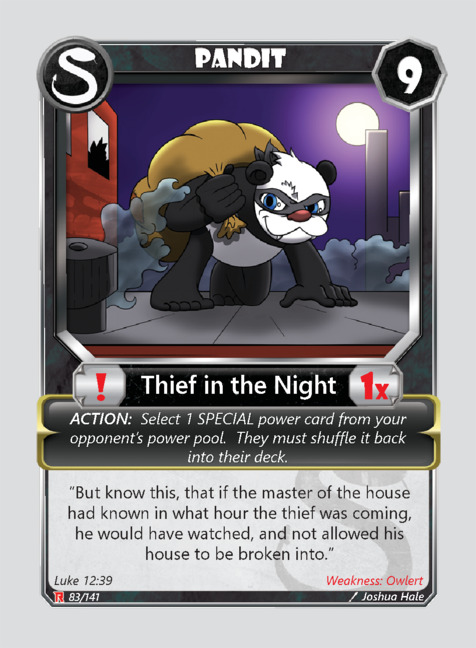 S PANDIT 9
! Thief in the Night 1x
ACTION: Select 1 SPECIAL power card from your
opponent's power pool. They must shuffle it back
into their deck.
"But know this, that if the master of the house
had known in what hour the thief was coming,
he would have watched, and not allowed his
house to be broken into."
Luke 12:39 Weakness: Owlert
R 83/141 / Joshua Hale